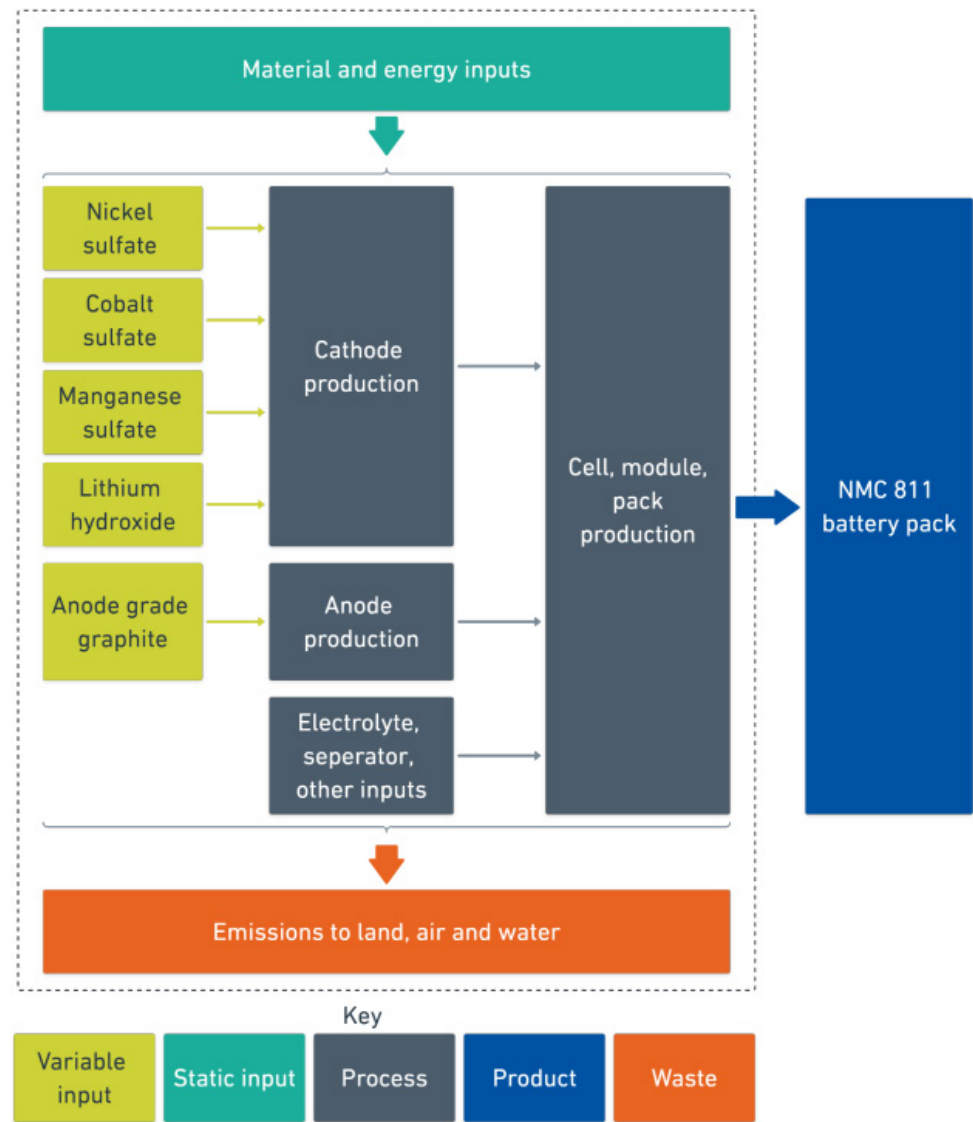 Material and energy inputs
Nickel
sulfate
Cobalt
sulfate
Manganese
sulfate
Lithium
hydroxide
Anode grade
graphite
Cathode
production
Anode
production
Electrolyte,
seperator,
other inputs
Cell, module,
pack
production
NMC 811
battery pack
Emissions to land, air and water
Key
Variable
input
Static input
Process
Product
Waste